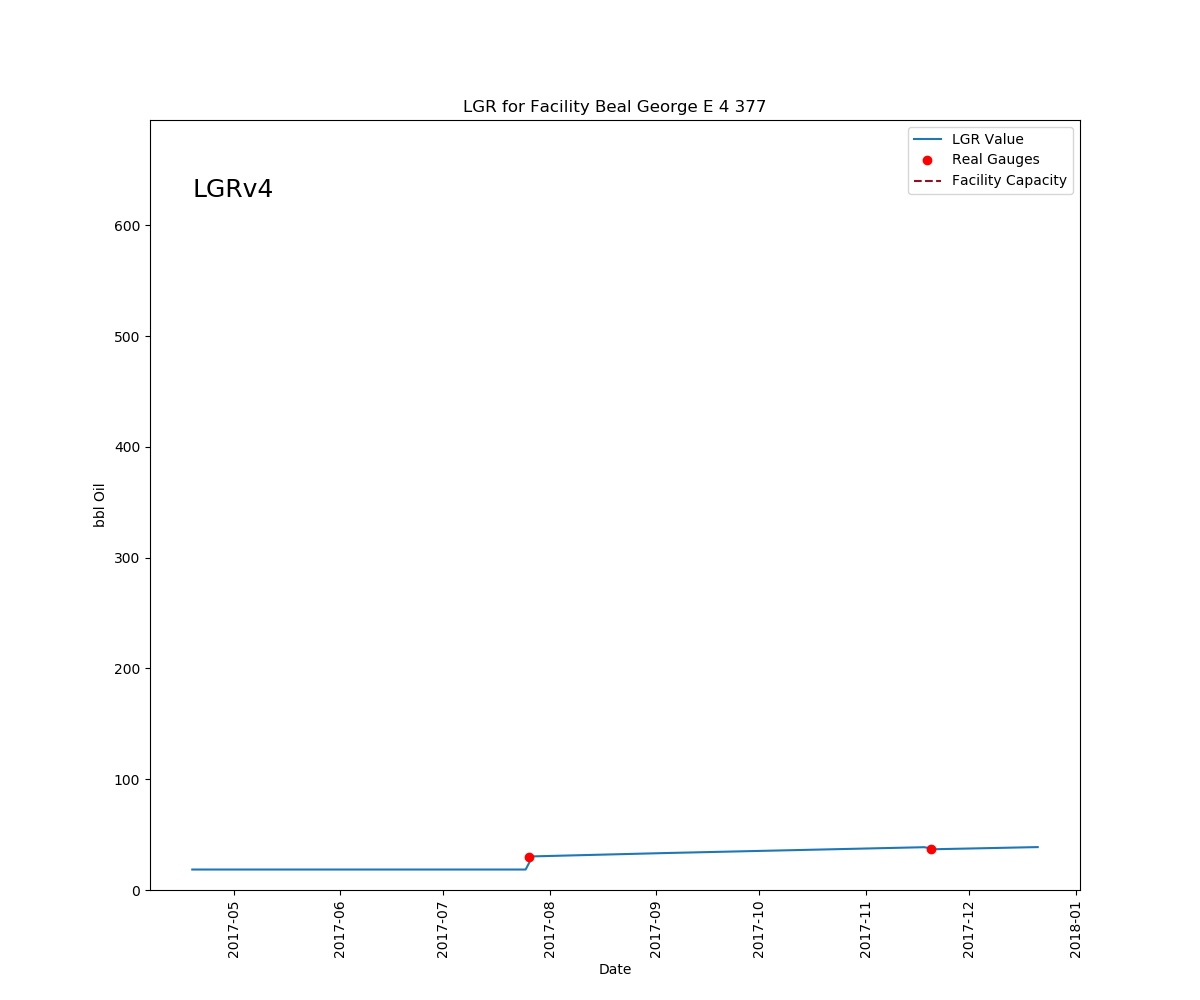 LGR for Facility Beal George E 4 377
LGR Value
Real Gauges
Facility Capacity
LGRv4
600
500
400
300
200
100
0
bbl Oil
2017-05
2017-06
2017-07
2017-08
2017-09
2017-10
2017-11
2017-12
2018-01
Date